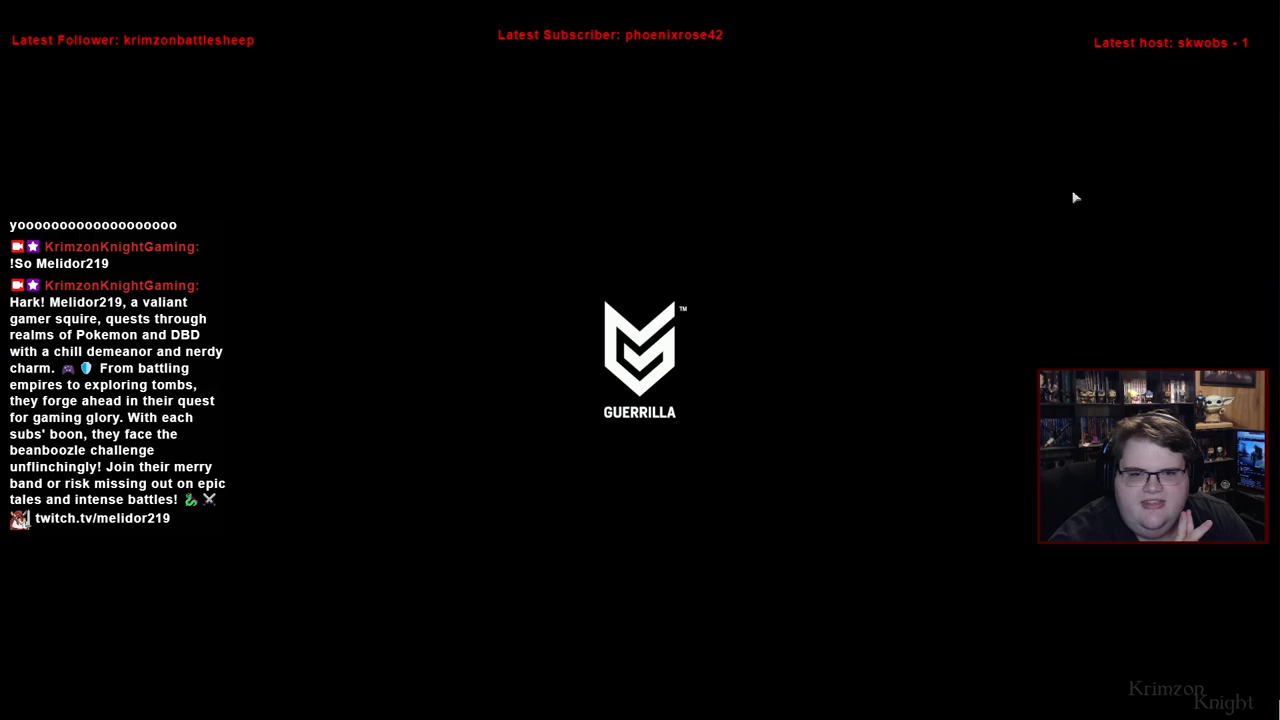 Latest Follower: krimzonbattlesheep
Latest Subscriber: phoenixrose42
Latest host: skwobs - 1
yooooooooooooooooooo
KrimzonKnightGaming:
!So Melidor219
KrimzonKnightGaming:
Hark! Melidor219, a valiant
gamer squire, quests through
realms of Pokemon and DBD
with a chill demeanor and nerdy
charm. 🎮 🛡️ From battling
empires to exploring tombs,
they forge ahead in their quest
for gaming glory. With each
subs' boon, they face the
beanboozle challenge
unflinchingly! Join their merry
band or risk missing out on epic
tales and intense battles! 🐉 ⚔️
twitch.tv/melidor219
TM
GUERRILLA
Krimzon
Knight